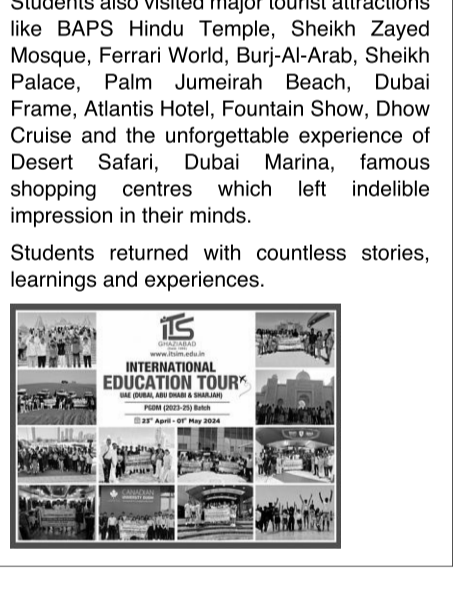 Students also visited major tourist attractions
like BAPS Hindu Temple, Sheikh Zayed
Mosque, Ferrari World, Burj-Al-Arab, Sheikh
Palace, Palm Jumeirah Beach, Dubai
Frame, Atlantis Hotel, Fountain Show, Dhow
Cruise and the unforgettable experience of
Desert Safari, Dubai Marina, famous
shopping centres which left indelible
impression in their minds.
Students returned with countless stories,
learnings and experiences.
iTS
GHAZIABAD
www.itsim.edu.in
INTERNATIONAL
EDUCATION TOUR
UAE (DUBAI, ABU DHABI & SHARJAH)
PGDM (2023-25) Batch
23rd April - 01st May 2024
CANADIAN